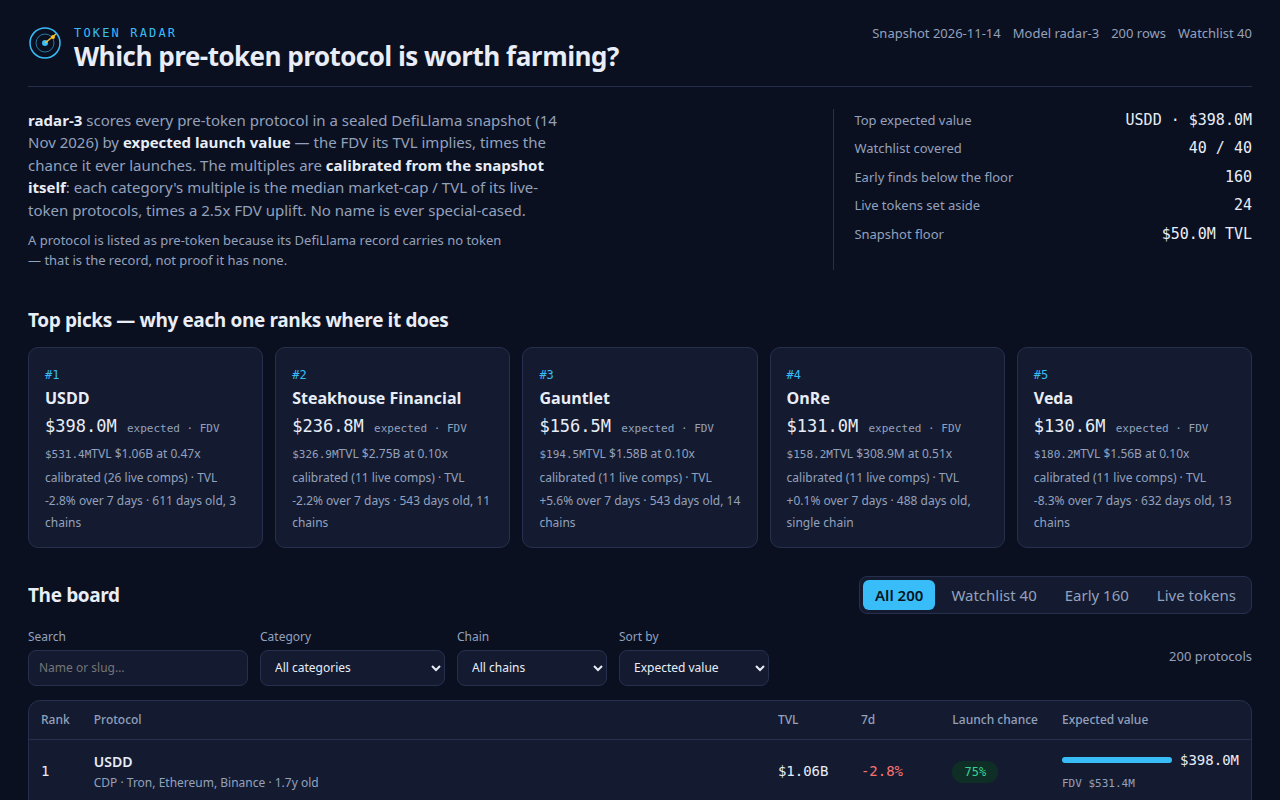 TOKEN RADAR
Which pre-token protocol is worth farming?
Snapshot 2026-11-14 Model radar-3 200 rows Watchlist 40
radar-3 scores every pre-token protocol in a sealed DefiLlama snapshot (14
Nov 2026) by expected launch value — the FDV its TVL implies, times the
chance it ever launches. The multiples are calibrated from the snapshot
itself: each category's multiple is the median market-cap / TVL of its live-
token protocols, times a 2.5x FDV uplift. No name is ever special-cased.
A protocol is listed as pre-token because its DefiLlama record carries no token
— that is the record, not proof it has none.
Top expected value USDD · $398.0M
Watchlist covered 40 / 40
Early finds below the floor 160
Live tokens set aside 24
Snapshot floor $50.0M TVL
Top picks — why each one ranks where it does
#1
USDD
$398.0M expected · FDV
$531.4MTVL $1.06B at 0.47x
calibrated (26 live comps) · TVL
-2.8% over 7 days · 611 days old, 3
chains
#2
Steakhouse Financial
$236.8M expected · FDV
$326.9MTVL $2.75B at 0.10x
calibrated (11 live comps) · TVL
-2.2% over 7 days · 543 days old, 11
chains
#3
Gauntlet
$156.5M expected · FDV
$194.5MTVL $1.58B at 0.10x
calibrated (11 live comps) · TVL
+5.6% over 7 days · 543 days old, 14
chains
#4
OnRe
$131.0M expected · FDV
$158.2MTVL $308.9M at 0.51x
calibrated (11 live comps) · TVL
+0.1% over 7 days · 488 days old,
single chain
#5
Veda
$130.6M expected · FDV
$180.2MTVL $1.56B at 0.10x
calibrated (11 live comps) · TVL
-8.3% over 7 days · 632 days old, 13
chains
The board
All 200 Watchlist 40 Early 160 Live tokens
Search Category Chain Sort by
Name or slug... All categories All chains Expected value
200 protocols
Rank Protocol TVL 7d Launch chance Expected value
1 USDD $1.06B -2.8% 75% $398.0M
CDP · Tron, Ethereum, Binance · 1.7y old FDV $531.4M